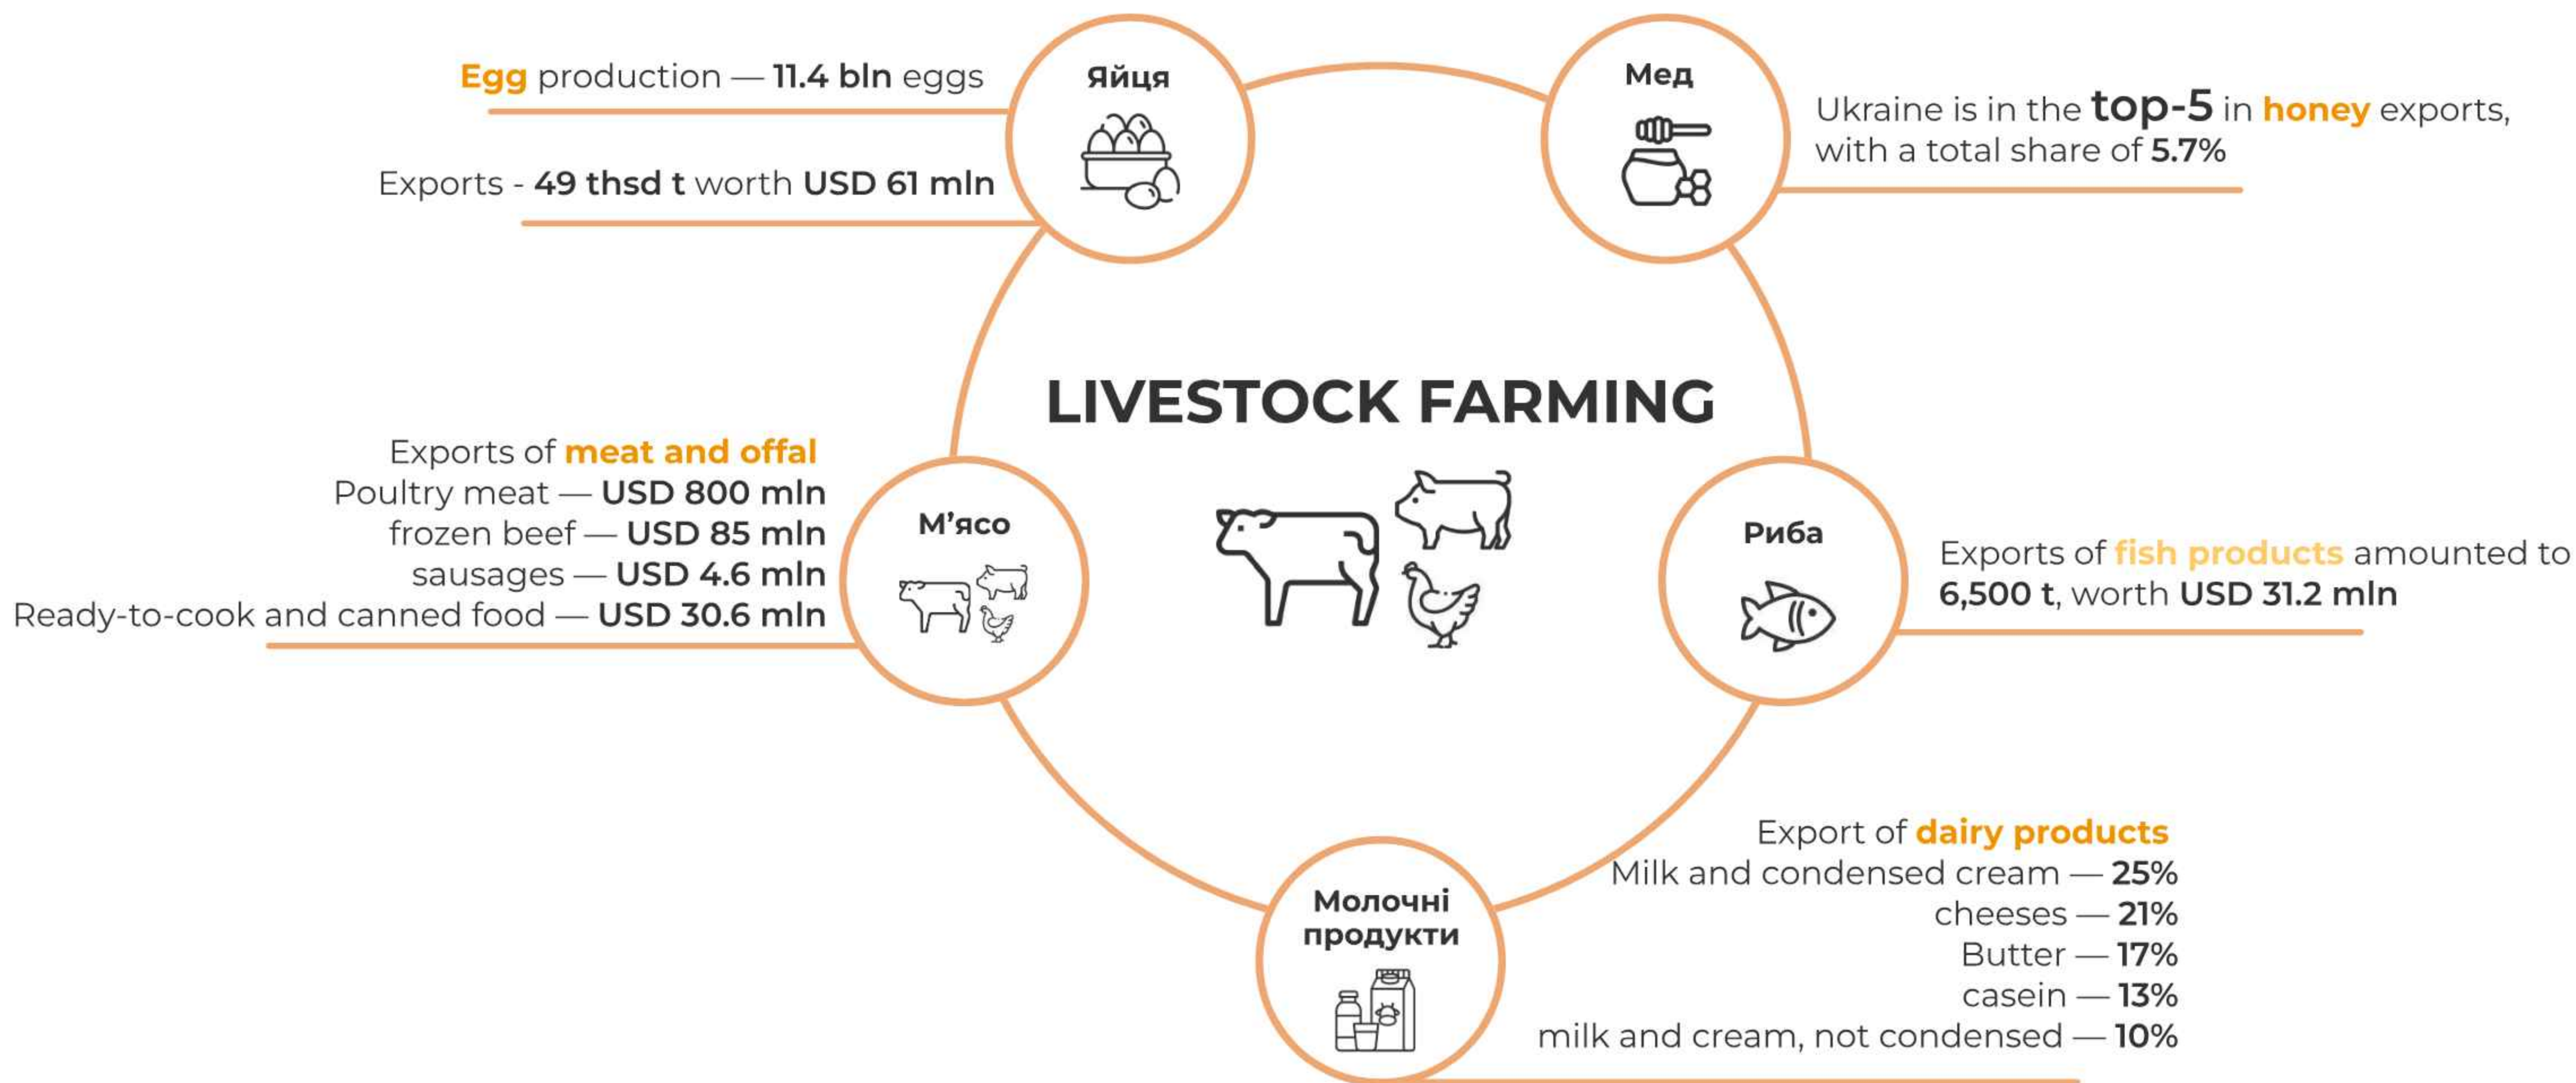 Egg production — 11.4 bln eggs
Exports - 49 thsd t worth USD 61 mln
Яйця
Мед
Ukraine is in the top-5 in honey exports,
with a total share of 5.7%
LIVESTOCK FARMING
Exports of meat and offal
Poultry meat — USD 800 mln
frozen beef — USD 85 mln
sausages — USD 4.6 mln
Ready-to-cook and canned food — USD 30.6 mln
М’ясо
Риба
Exports of fish products amounted to
6,500 t, worth USD 31.2 mln
Молочні
продукти
Export of dairy products
Milk and condensed cream — 25%
cheeses — 21%
Butter — 17%
casein — 13%
milk and cream, not condensed — 10%